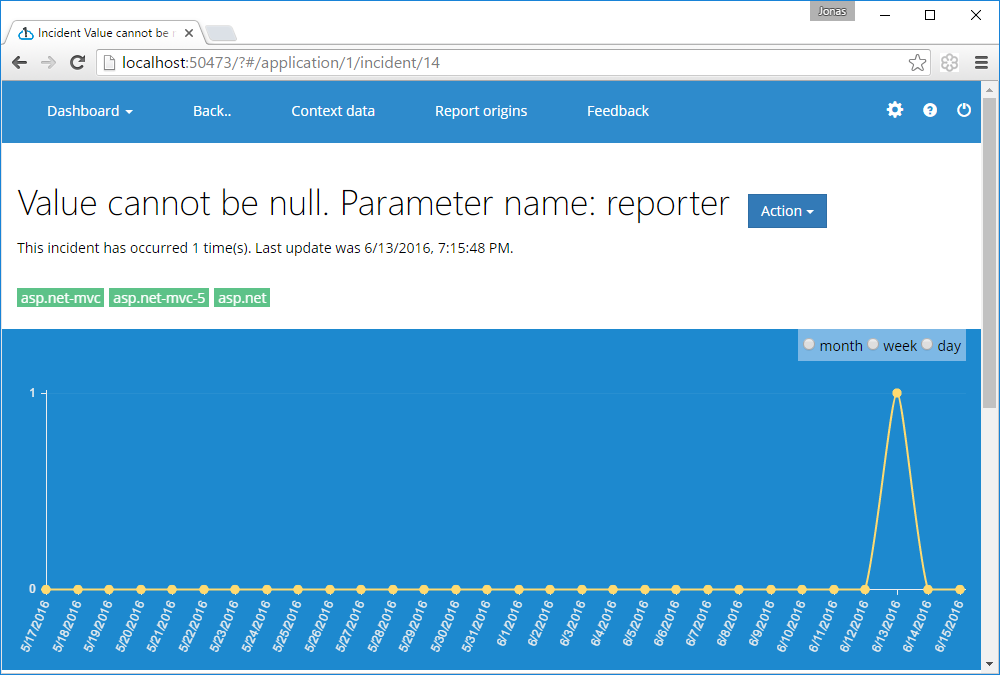 Jonas
Incident Value cannot be n
localhost:50473/?#/application/1/incident/14
Dashboard Back.. Context data Report origins Feedback
Value cannot be null. Parameter name: reporter Action
This incident has occurred 1 time(s). Last update was 6/13/2016, 7:15:48 PM.
asp.net-mvc asp.net-mvc-5 asp.net
month week day
1
0
5/17/2016 5/18/2016 5/19/2016 5/20/2016 5/21/2016 5/22/2016 5/23/2016 5/24/2016 5/25/2016 5/26/2016 5/27/2016 5/28/2016 5/29/2016 5/30/2016 5/31/2016 6/1/2016 6/2/2016 6/3/2016 6/4/2016 6/5/2016 6/6/2016 6/7/2016 6/8/2016 6/9/2016 6/10/2016 6/11/2016 6/12/2016 6/13/2016 6/14/2016 6/15/2016